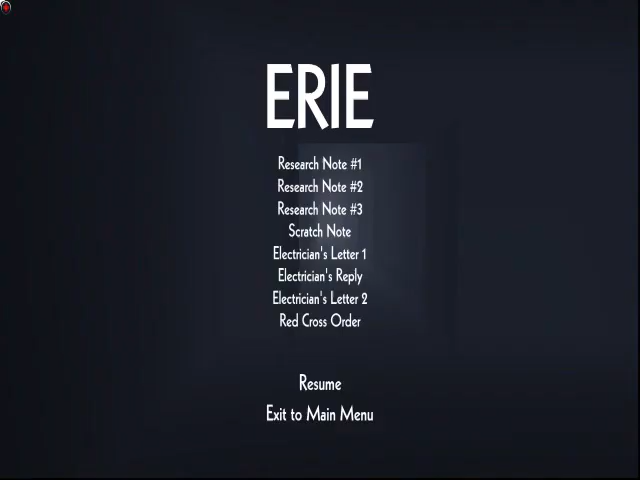 ERIE
Research Note #1
Research Note #2
Research Note #3
Scratch Note
Electrician's Letter 1
Electrician's Reply
Electrician's Letter 2
Red Cross Order
Resume
Exit to Main Menu